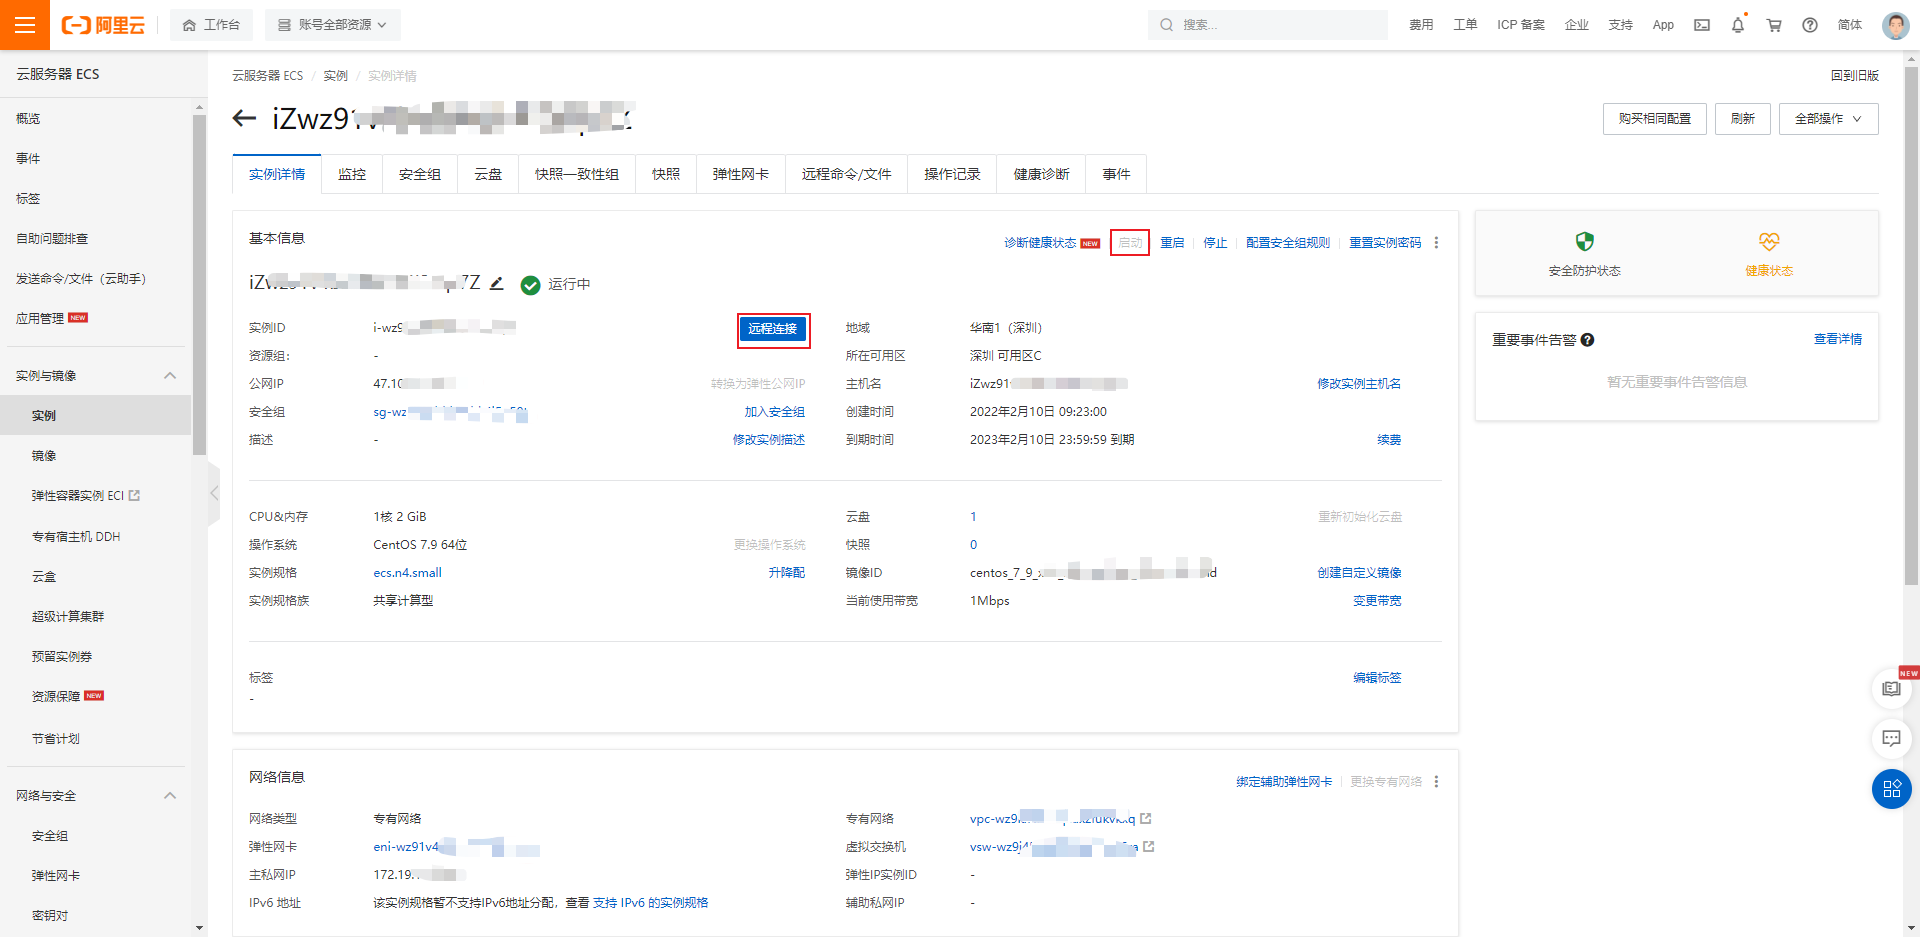 阿里云
工作台
账号全部资源
搜索...
费用 工单 ICP 备案 企业 支持 App 简体
云服务器 ECS
概览
事件
标签
自助问题排查
发送命令/文件（云助手）
应用管理 NEW
实例与镜像
实例
镜像
弹性容器实例 ECI
专有宿主机 DDH
云盒
超级计算集群
预留实例券
资源保障 NEW
节省计划
网络与安全
安全组
弹性网卡
密钥对
云服务器 ECS / 实例 / 实例详情
回到旧版
iZwz91
购买相同配置 刷新 全部操作
实例详情 监控 安全组 云盘 快照一致性组 快照 弹性网卡 远程命令/文件 操作记录 健康诊断 事件
基本信息
诊断健康状态 NEW 启动 重启 停止 配置安全组规则 重置实例密码
7Z 运行中
实例ID i-wz9 远程连接 地域 华南1（深圳）
资源组: - 所在可用区 深圳 可用区C
公网IP 47.10 转换为弹性公网IP 主机名 iZwz91 修改实例主机名
安全组 sg-wz 加入安全组 创建时间 2022年2月10日 09:23:00
描述 - 修改实例描述 到期时间 2023年2月10日 23:59:59 到期 续费
CPU&内存 1核 2 GiB 云盘 1 重新初始化云盘
操作系统 CentOS 7.9 64位 更换操作系统 快照 0
实例规格 ecs.n4.small 升降配 镜像ID centos_7_9_ 创建自定义镜像
实例规格族 共享计算型 当前使用带宽 1Mbps 变更带宽
标签 编辑标签
-
安全防护状态 健康状态
重要事件告警 查看详情
暂无重要事件告警信息
网络信息
绑定辅助弹性网卡 更换专有网络
网络类型 专有网络 专有网络 vpc-wz9
弹性网卡 eni-wz91v4 虚拟交换机 vsw-wz9j4
主私网IP 172.19. 弹性IP实例ID -
IPv6 地址 该实例规格暂不支持IPv6地址分配，查看 支持 IPv6 的实例规格 辅助私网IP -
NEW